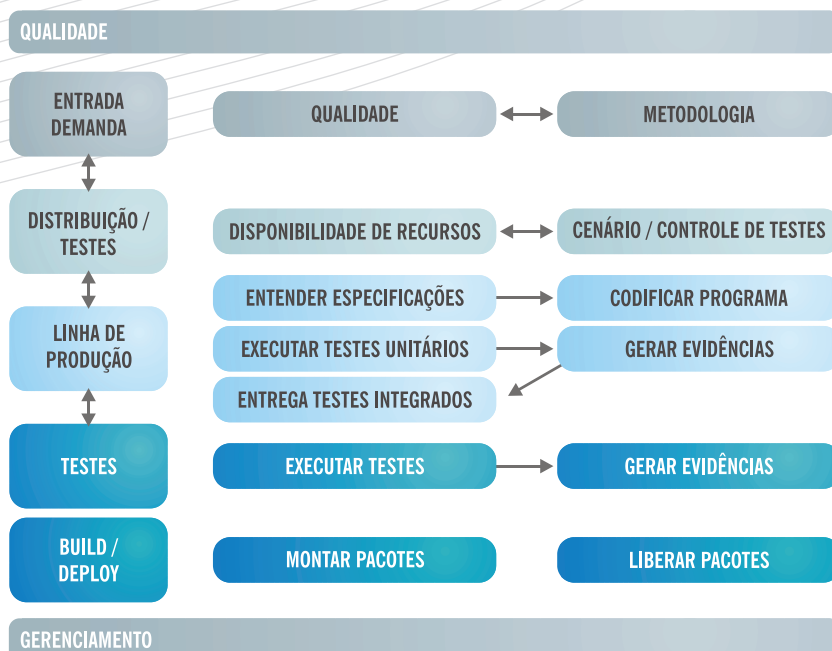 QUALIDADE
ENTRADA
DEMANDA
QUALIDADE
METODOLOGIA
DISTRIBUIÇÃO /
TESTES
DISPONIBILIDADE DE RECURSOS
CENÁRIO / CONTROLE DE TESTES
LINHA DE
PRODUÇÃO
ENTENDER ESPECIFICAÇÕES
CODIFICAR PROGRAMA
EXECUTAR TESTES UNITÁRIOS
GERAR EVIDÊNCIAS
ENTREGA TESTES INTEGRADOS
TESTES
EXECUTAR TESTES
GERAR EVIDÊNCIAS
BUILD /
DEPLOY
MONTAR PACOTES
LIBERAR PACOTES
GERENCIAMENTO